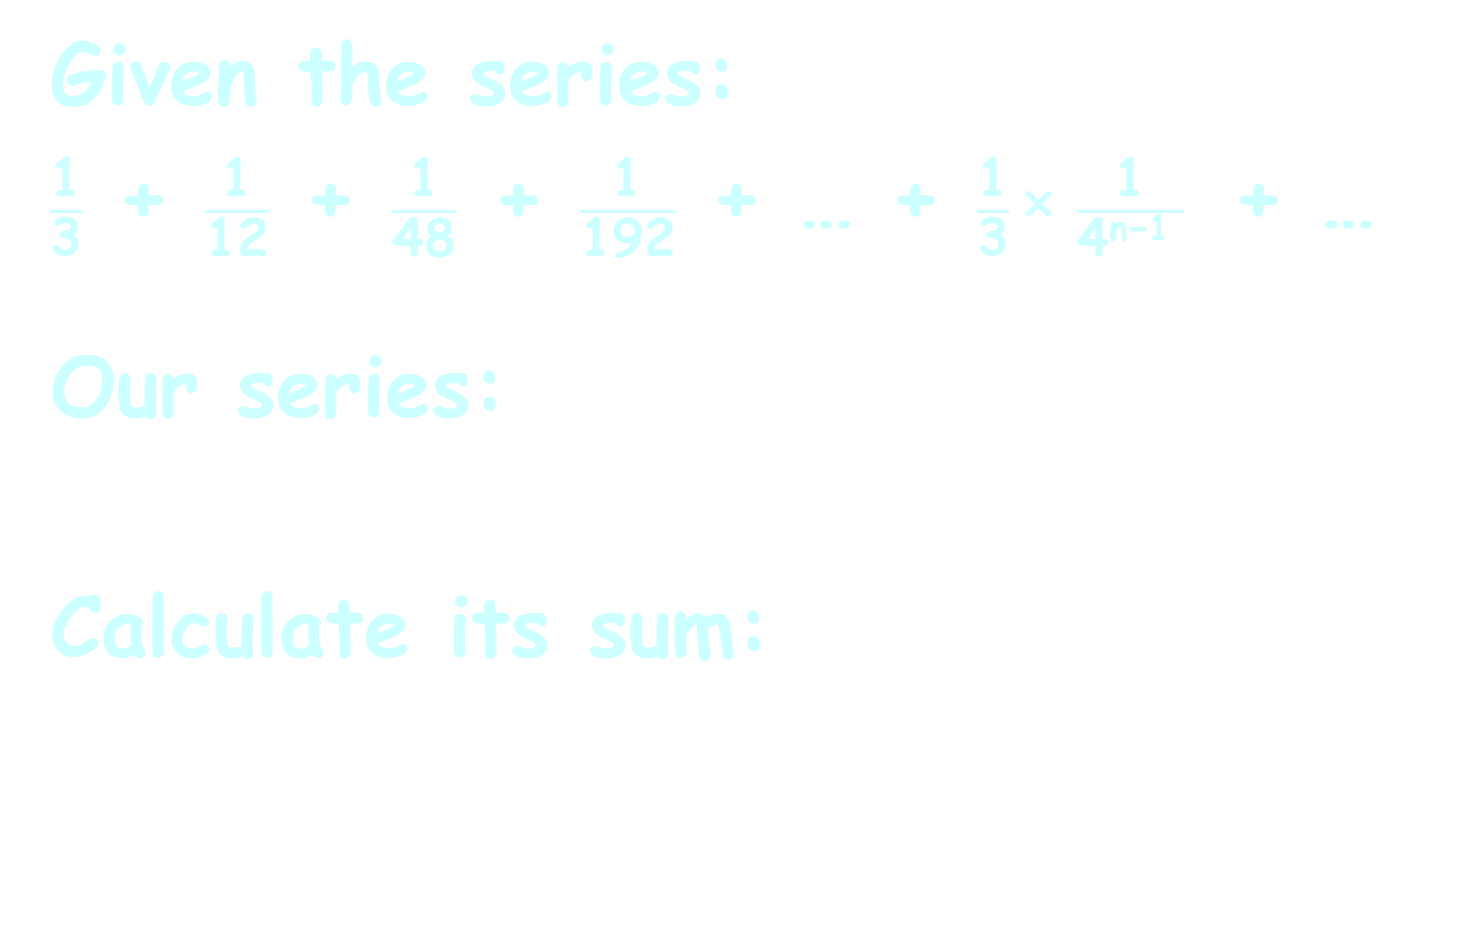 Given the series:
1/3 + 1/12 + 1/48 + 1/192 + ... + 1/3 × 1/4^(n-1) + ...
Our series:
Calculate its sum: